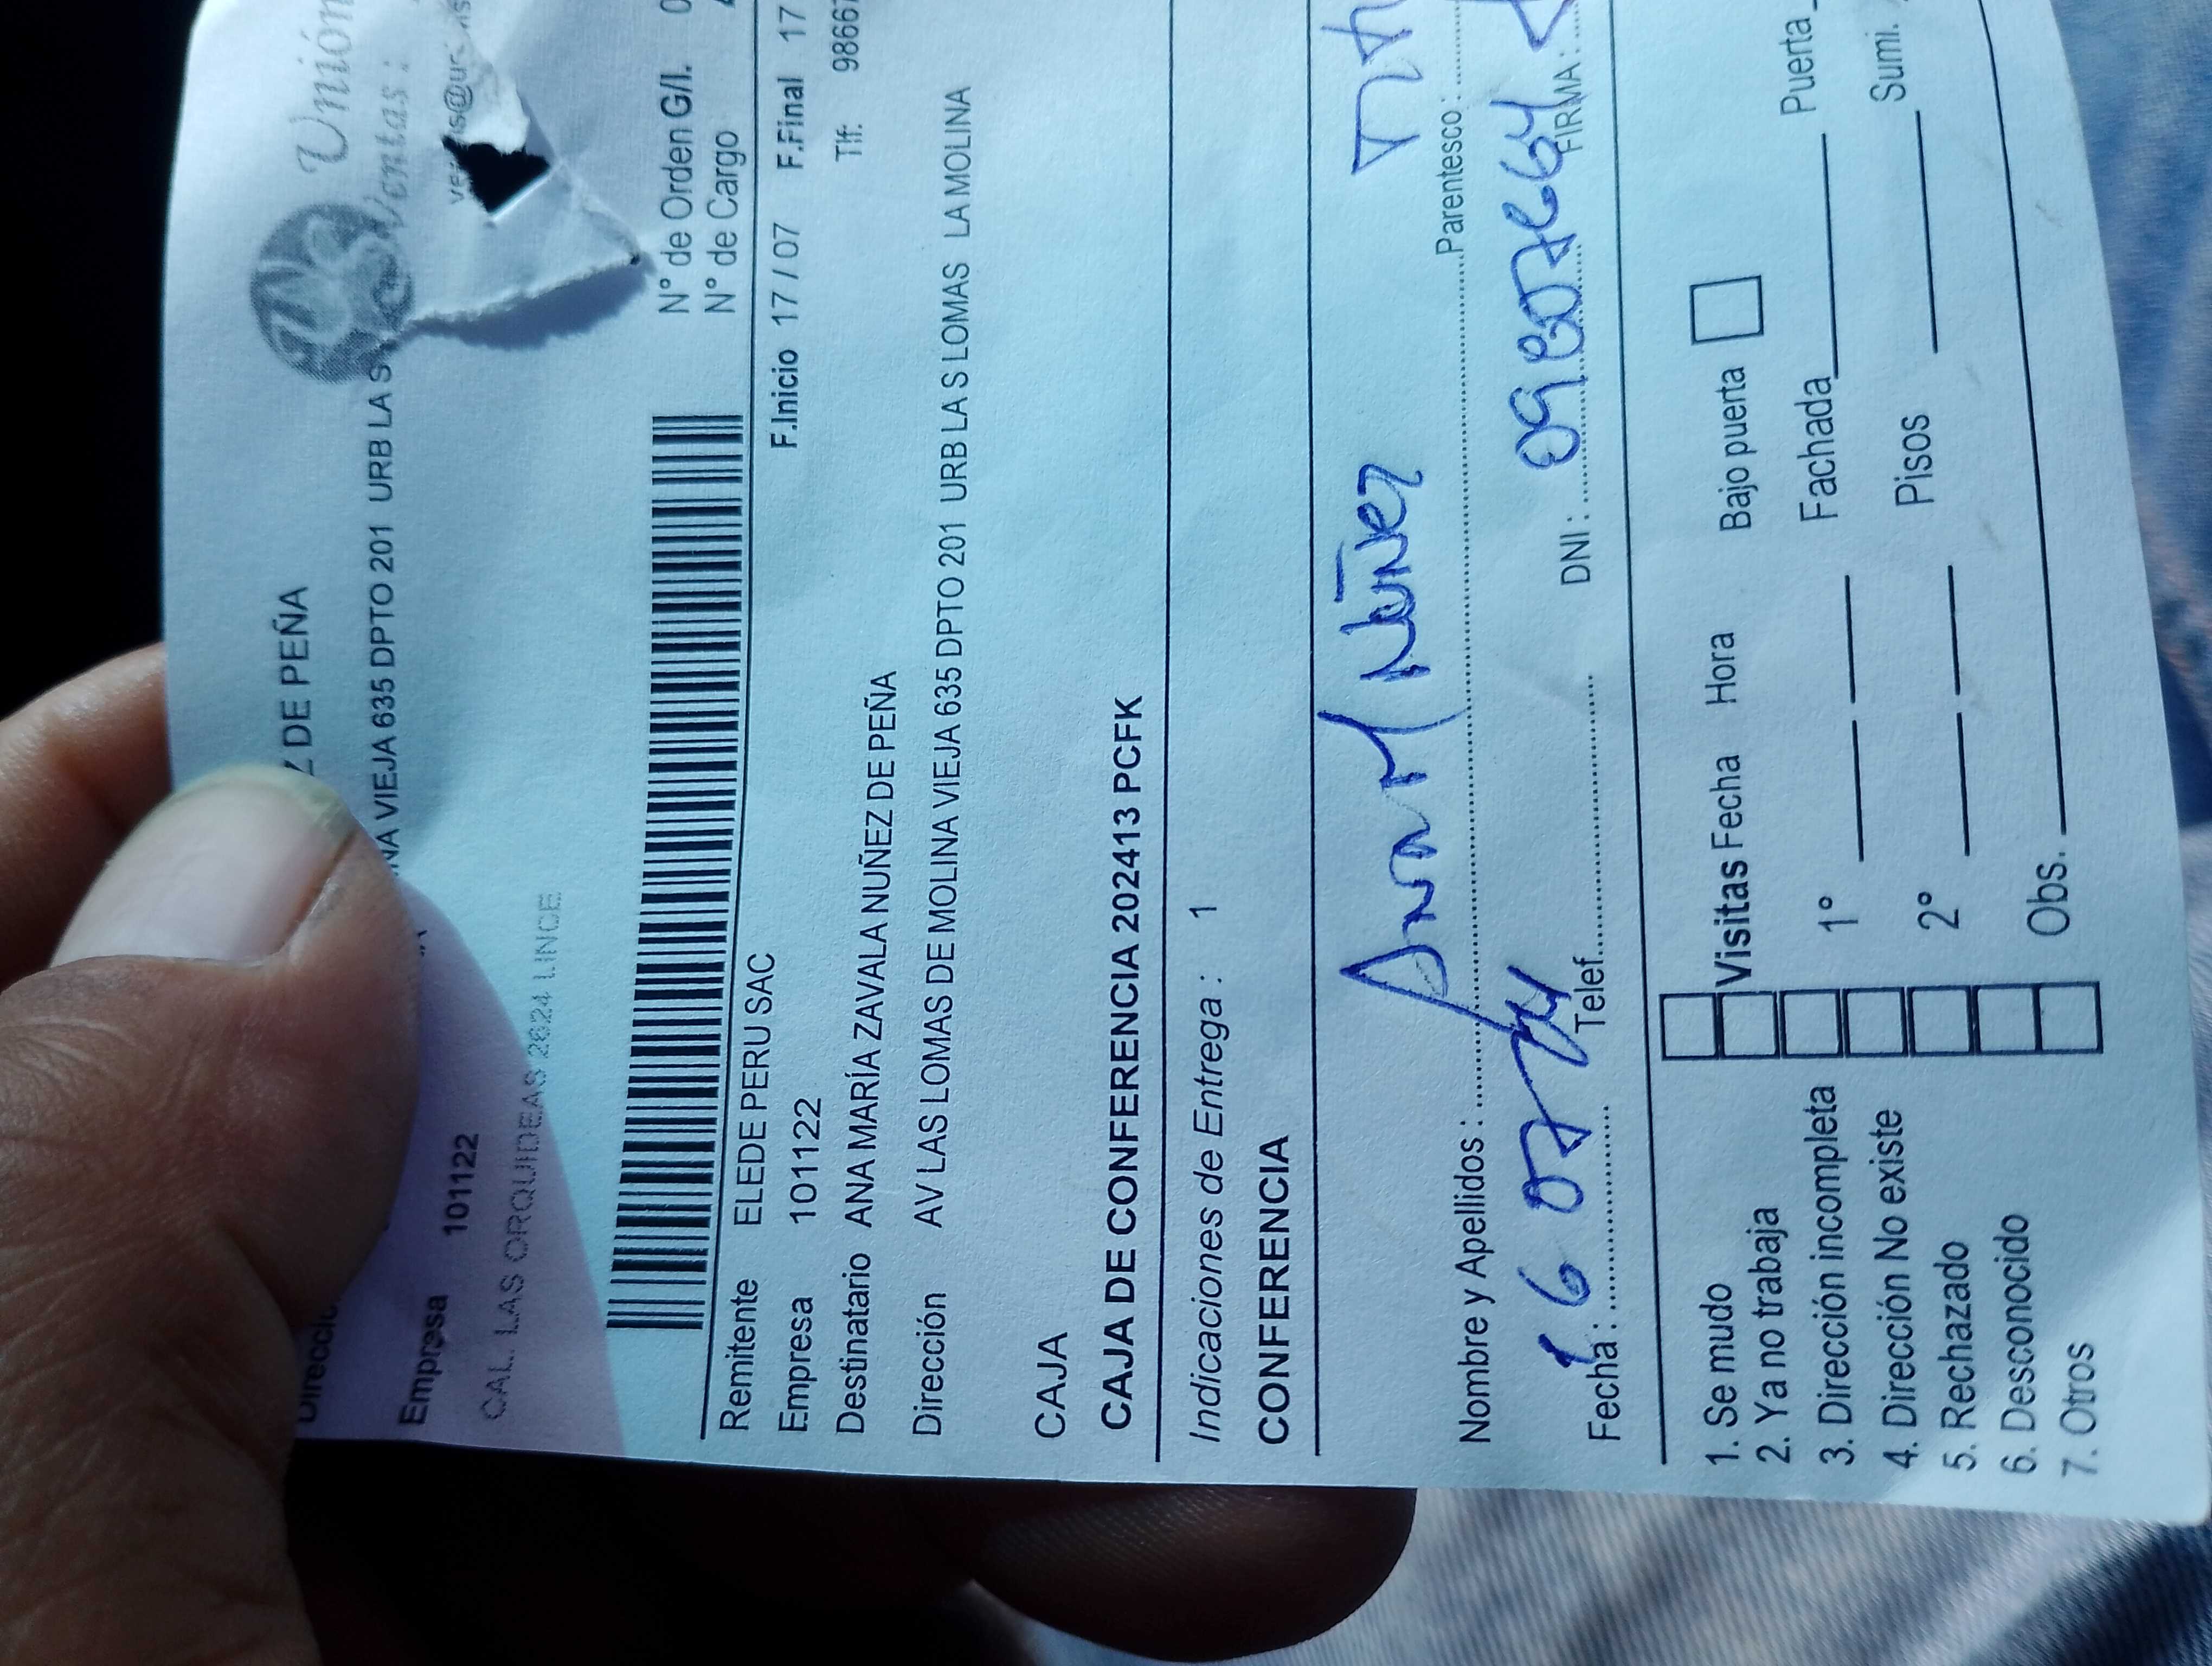 Unión
Ventas :
Z DE PEÑA
NA VIEJA 635 DPTO 201 URB LA S
Empresa 101122
CAL. LAS ORQUIDEAS 2624 LINCE
N° de Orden G/I. 0
N° de Cargo
Remitente ELEDE PERU SAC
F.Inicio 17 / 07 F.Final 17
Empresa 101122
Tlf: 98667
Destinatario ANA MARÍA ZAVALA NUÑEZ DE PEÑA
Dirección AV LAS LOMAS DE MOLINA VIEJA 635 DPTO 201 URB LA S LOMAS LA MOLINA
CAJA
CAJA DE CONFERENCIA 202413 PCFK
Indicaciones de Entrega : 1
CONFERENCIA
Nombre y Apellidos : Ana M Nuñez Parentesco: Tit
Fecha : 16 07 24 Telef. DNI : FIRMA :
1. Se mudo
2. Ya no trabaja
3. Dirección incompleta
4. Dirección No existe
5. Rechazado
6. Desconocido
7. Otros
Visitas Fecha Hora Bajo puerta
1° Fachada Puerta
2° Pisos Sumi.
Obs.